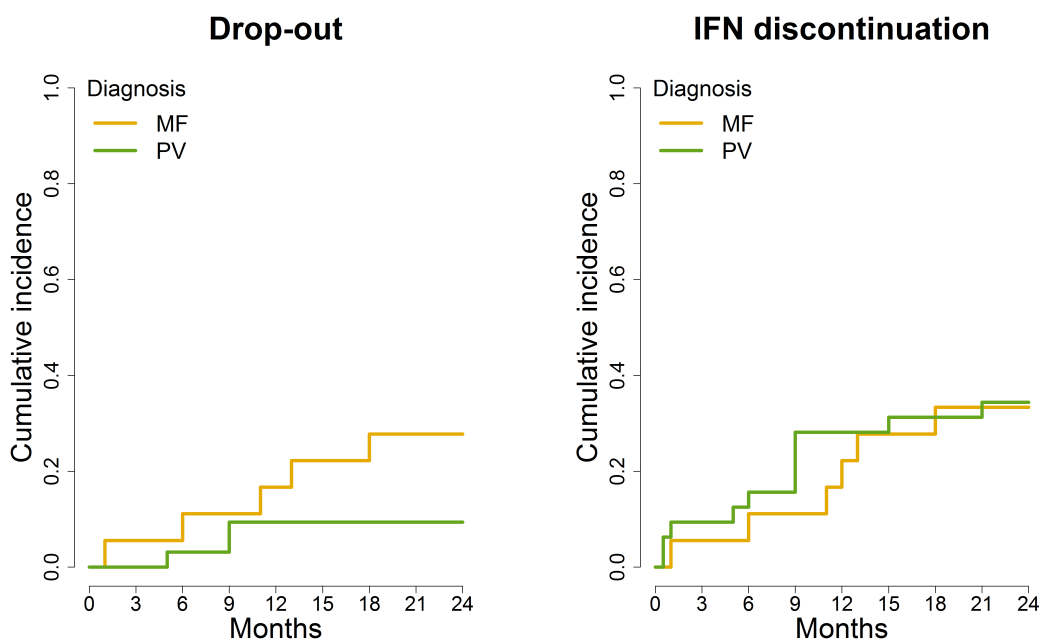 Drop-out
Diagnosis
MF
PV
Cumulative incidence
1.0
0.8
0.6
0.4
0.2
0.0
0 3 6 9 12 15 18 21 24
Months
IFN discontinuation
Diagnosis
MF
PV
Cumulative incidence
1.0
0.8
0.6
0.4
0.2
0.0
0 3 6 9 12 15 18 21 24
Months